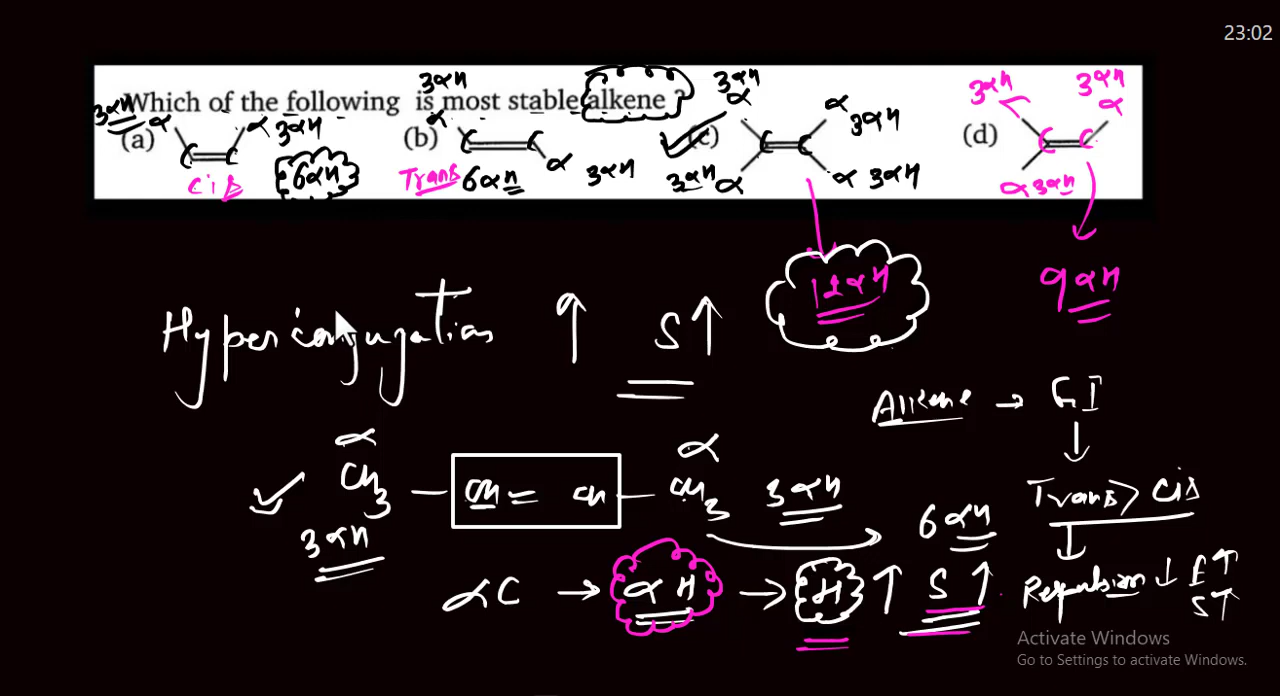 23:02
3αH 3αH 3αH 3αH
Which of the following is most stable alkene ?
3αH α α 3αH α α α 3αH α
(a) (b) (c) (d)
C = C C = C C = C C = C
cis 6αH Trans 6αH α 3αH 3αH α α 3αH α 3αH
12αH 9αH
Hyperconjugation ↑ S↑
Alkene → GI
↓
α α
CH3 — CH = CH — CH3 3αH Trans > cis
3αH 6αH ↓
αC → αH → H ↑ S ↑ Repulsion ↓ E↑
S↑
Activate Windows
Go to Settings to activate Windows.